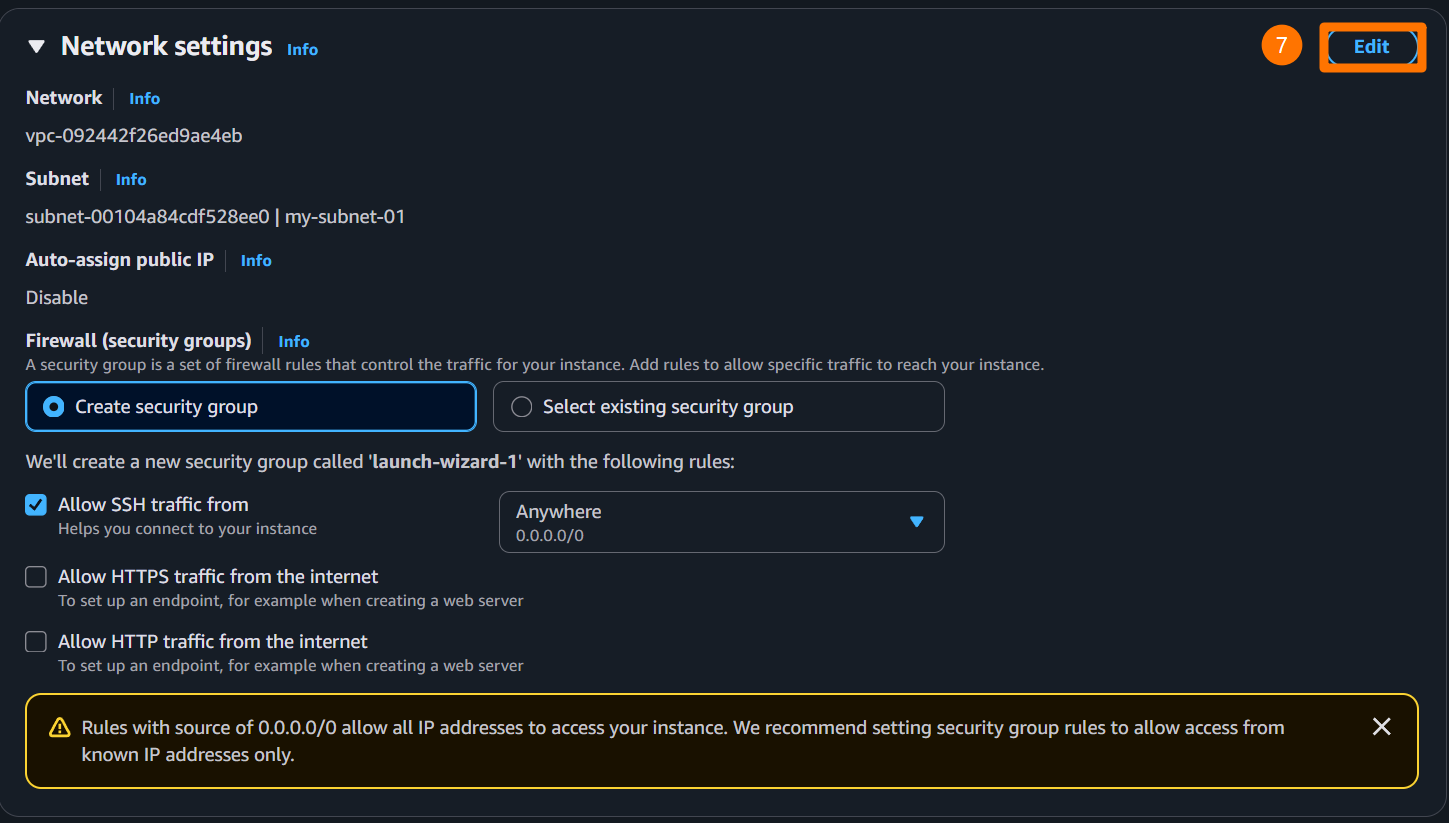 Network settings Info
7
Edit
Network Info
vpc-092442f26ed9ae4eb
Subnet Info
subnet-00104a84cdf528ee0 | my-subnet-01
Auto-assign public IP Info
Disable
Firewall (security groups) Info
A security group is a set of firewall rules that control the traffic for your instance. Add rules to allow specific traffic to reach your instance.
Create security group
Select existing security group
We'll create a new security group called 'launch-wizard-1' with the following rules:
Allow SSH traffic from
Helps you connect to your instance
Anywhere
0.0.0.0/0
Allow HTTPS traffic from the internet
To set up an endpoint, for example when creating a web server
Allow HTTP traffic from the internet
To set up an endpoint, for example when creating a web server
Rules with source of 0.0.0.0/0 allow all IP addresses to access your instance. We recommend setting security group rules to allow access from
known IP addresses only.